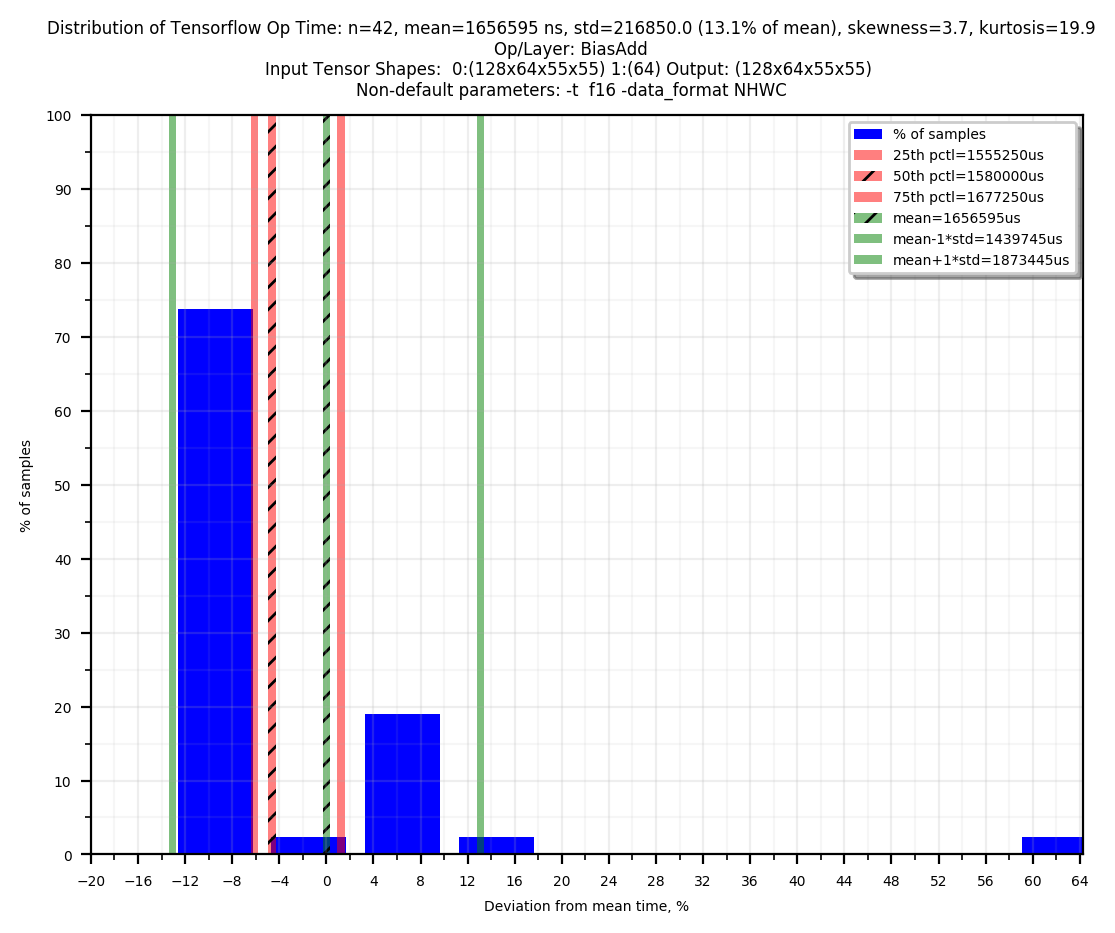 Distribution of Tensorflow Op Time: n=42, mean=1656595 ns, std=216850.0 (13.1% of mean), skewness=3.7, kurtosis=19.9
Op/Layer: BiasAdd
Input Tensor Shapes:  0:(128x64x55x55) 1:(64) Output: (128x64x55x55)
Non-default parameters: -t  f16 -data_format NHWC
% of samples
25th pctl=1555250us
50th pctl=1580000us
75th pctl=1677250us
mean=1656595us
mean-1*std=1439745us
mean+1*std=1873445us
100
90
80
70
60
50
40
30
20
10
0
% of samples
−20 −16 −12 −8 −4 0 4 8 12 16 20 24 28 32 36 40 44 48 52 56 60 64
Deviation from mean time, %